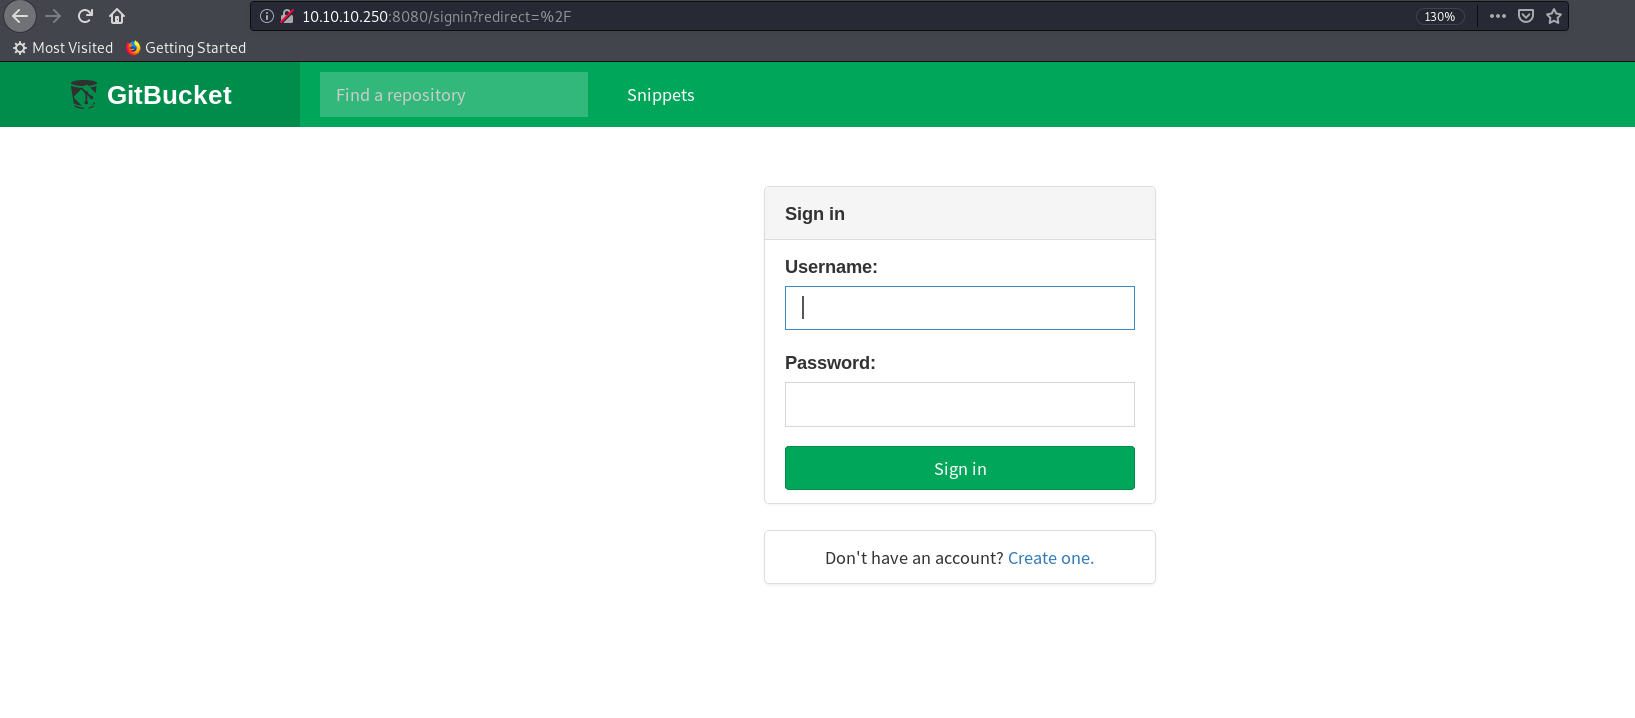 10.10.10.250:8080/signin?redirect=%2F 130%
Most Visited Getting Started
GitBucket Find a repository Snippets
Sign in
Username:
Password:
Sign in
Don't have an account? Create one.